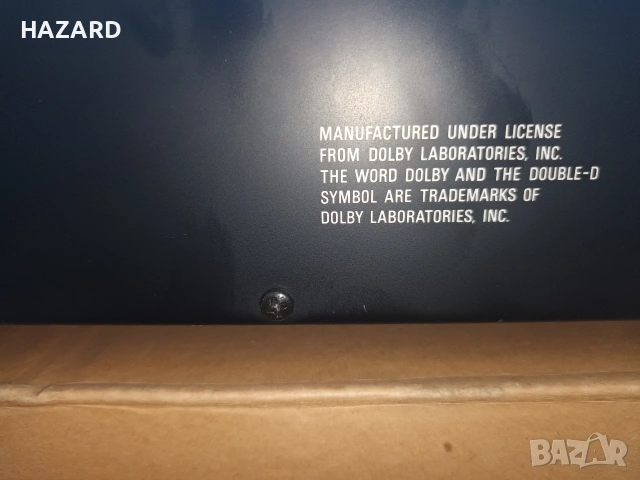 HAZARD
MANUFACTURED UNDER LICENSE
FROM DOLBY LABORATORIES, INC.
THE WORD DOLBY AND THE DOUBLE-D
SYMBOL ARE TRADEMARKS OF
DOLBY LABORATORIES, INC.
BAZAR